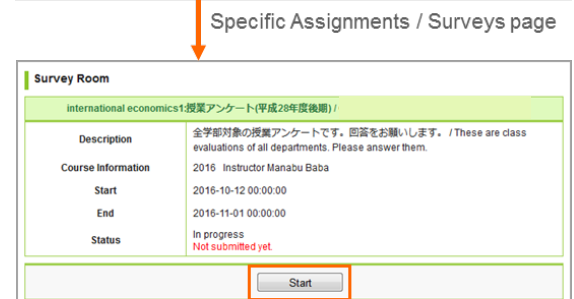 Specific Assignments / Surveys page
Survey Room
international economics1:授業アンケート(平成28年度後期) /
Description
全学部対象の授業アンケートです。回答をお願いします。 / These are class
evaluations of all departments. Please answer them.
Course Information
2016 Instructor Manabu Baba
Start
2016-10-12 00:00:00
End
2016-11-01 00:00:00
Status
In progress
Not submitted yet.
Start